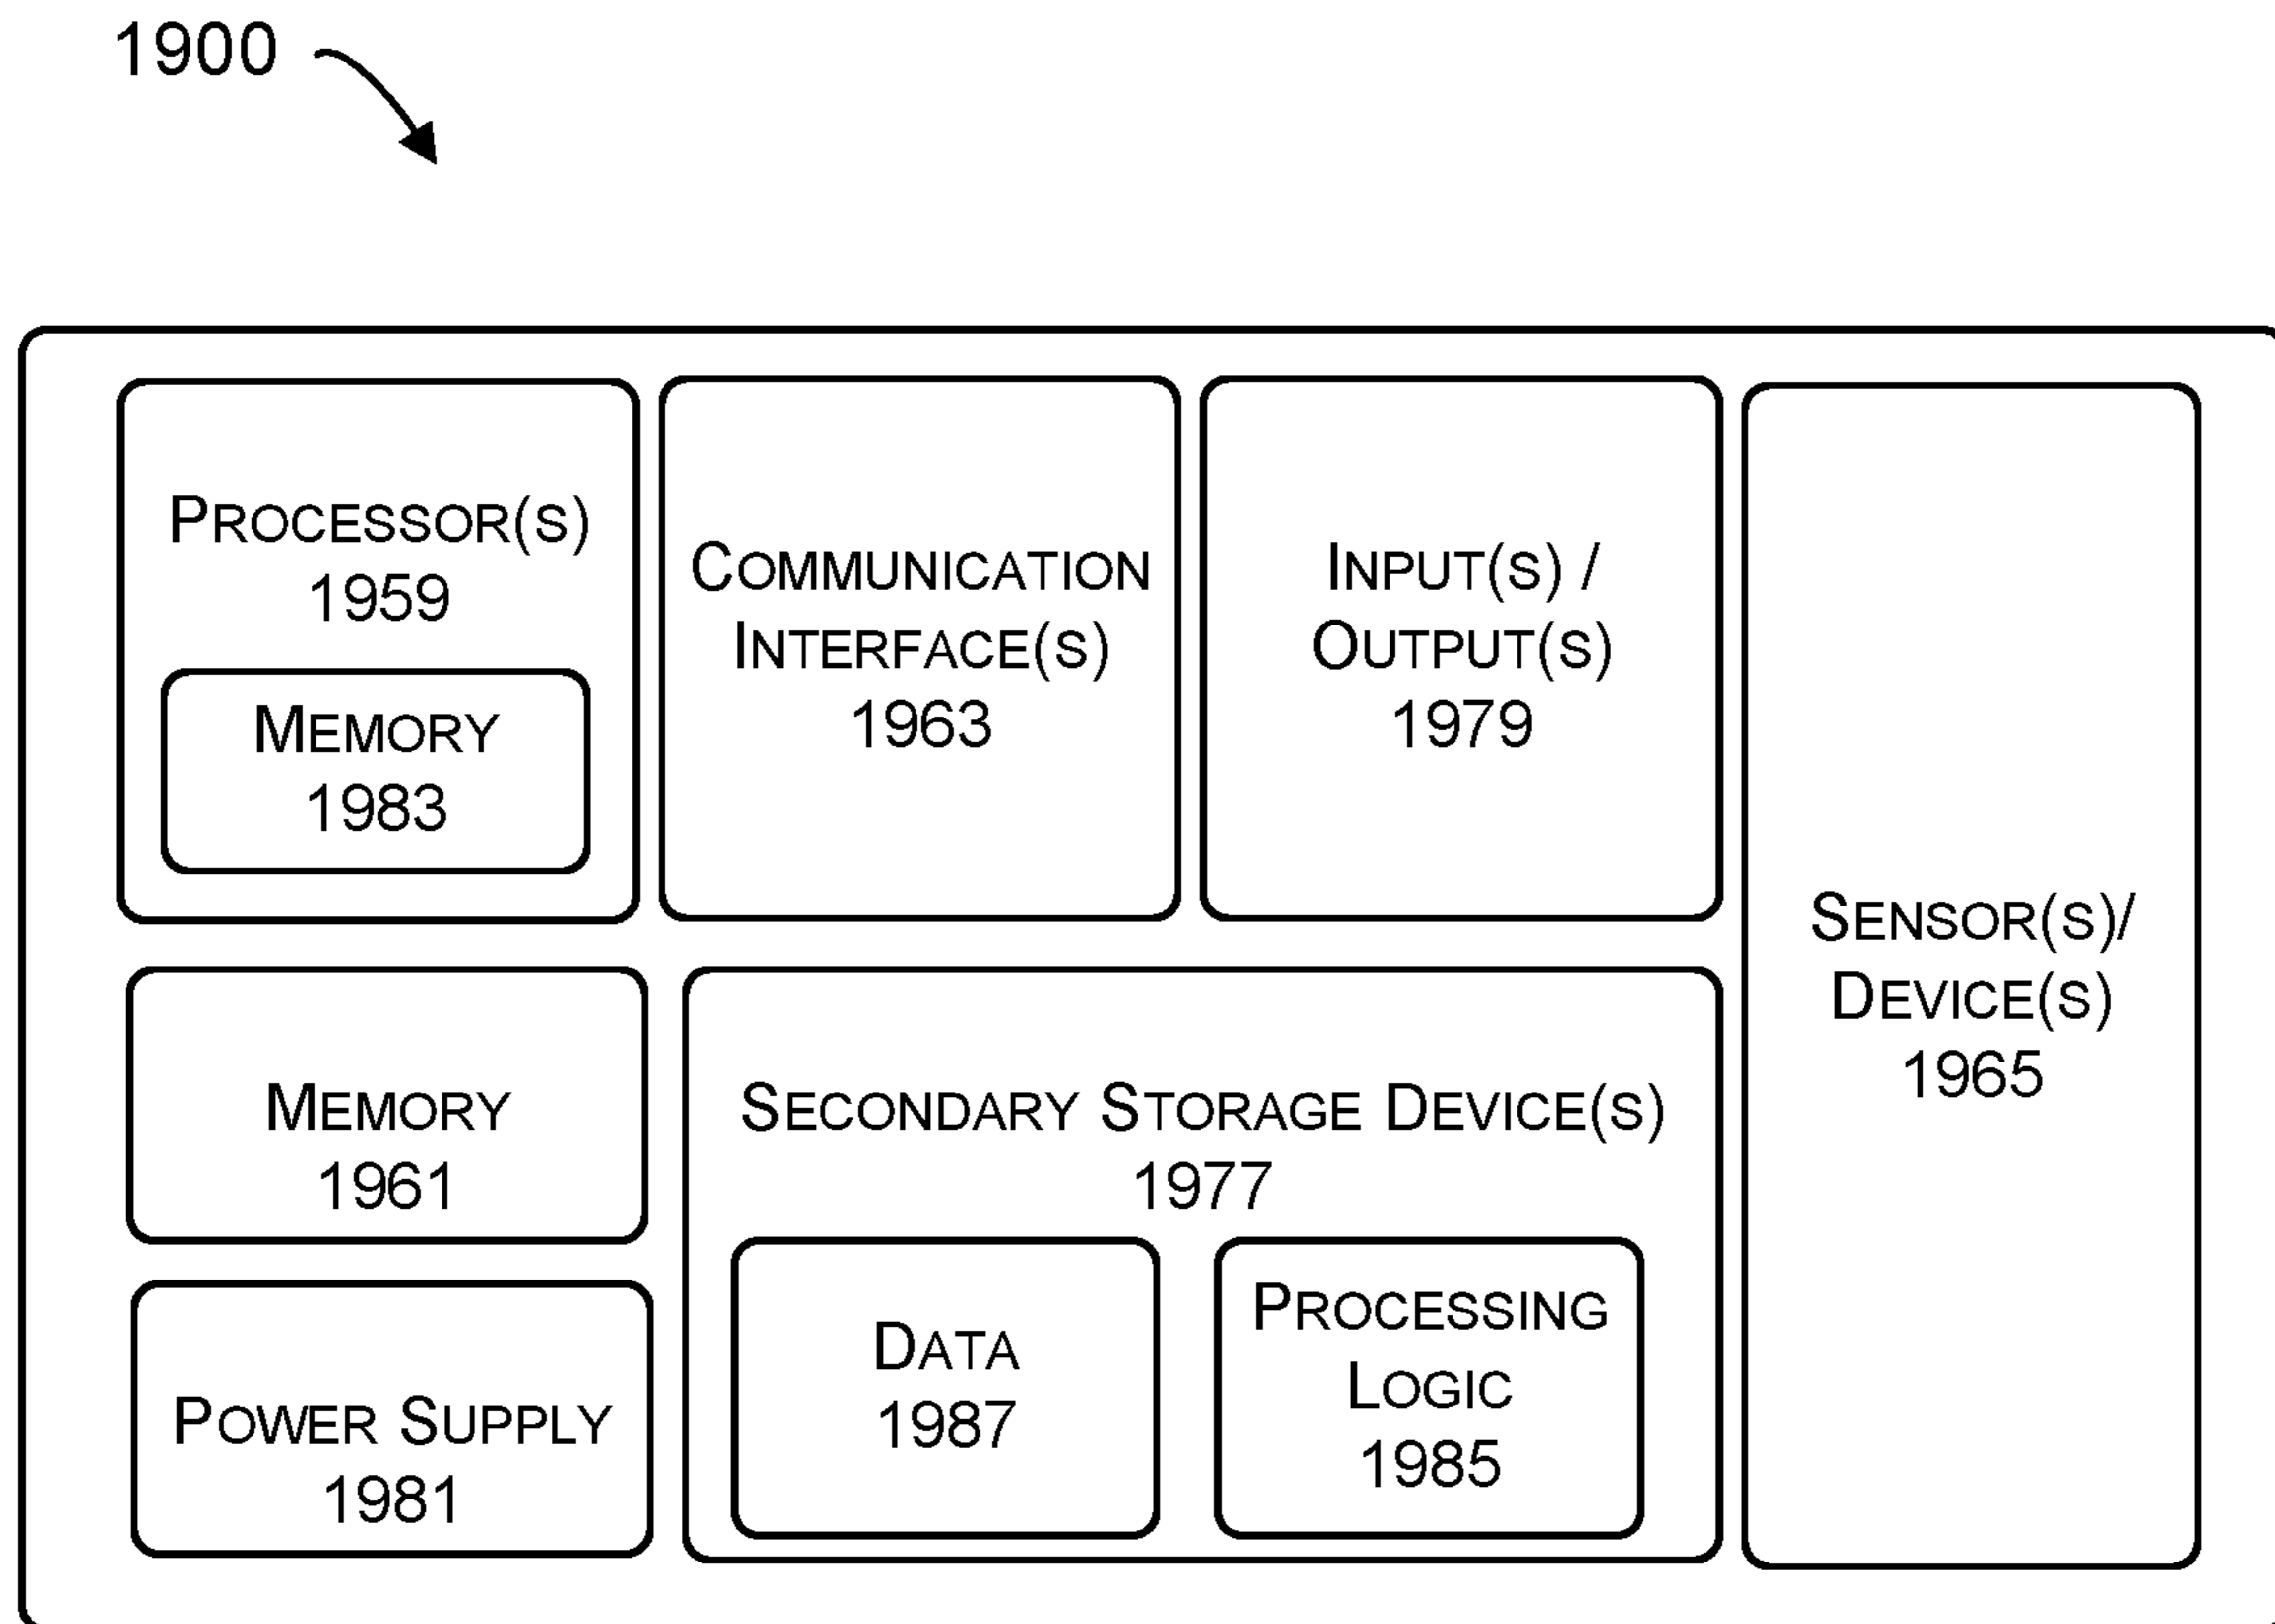 1900
PROCESSOR(S)
1959
MEMORY
1983
COMMUNICATION
INTERFACE(S)
1963
INPUT(S) /
OUTPUT(S)
1979
SENSOR(S)/
DEVICE(S)
1965
MEMORY
1961
SECONDARY STORAGE DEVICE(S)
1977
DATA
1987
PROCESSING
LOGIC
1985
POWER SUPPLY
1981